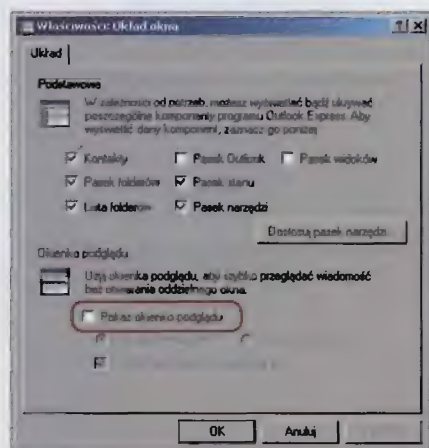 Właściwości: Układ okna
Układ
Podstawowe
W zależności od potrzeb, możesz wyświetlać bądź ukrywać
poszczególne komponenty programu Outlook Express. Aby
wyświetlić dany komponent, zaznacz go poniżej
Kontakty Pasek Outlook Pasek widoków
Pasek folderów Pasek stanu
Lista folderów Pasek narzędzi
Dostosuj pasek narzędzi...
Okienko podglądu
Użyj okienka podglądu, aby szybko przeglądać wiadomość
bez otwierania oddzielnego okna.
Pokaż okienko podglądu
OK Anuluj